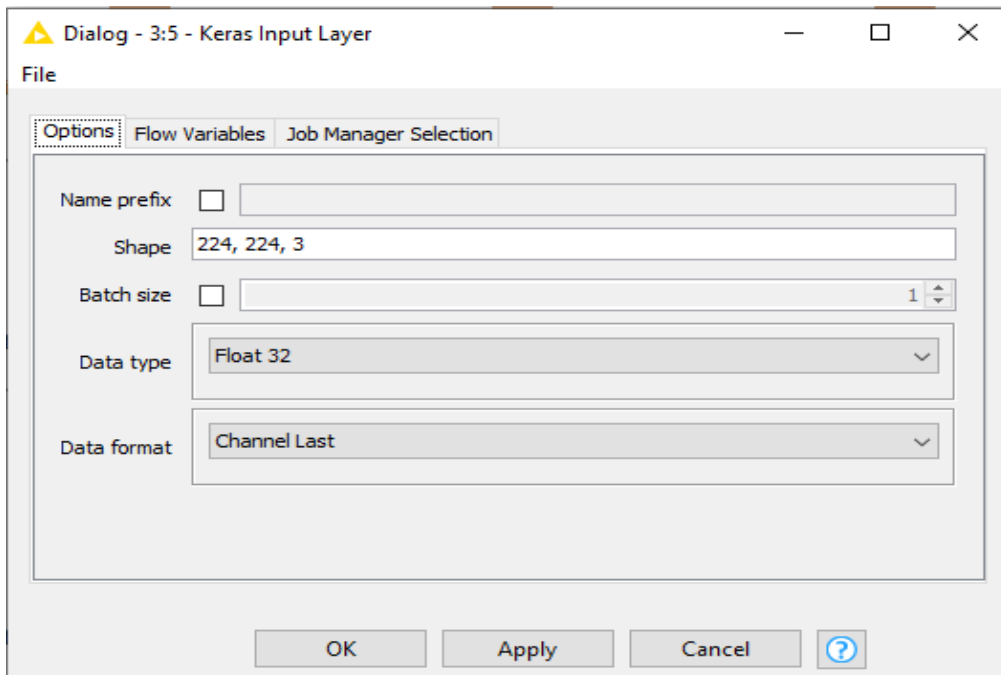 Dialog - 3:5 - Keras Input Layer
File
Options Flow Variables Job Manager Selection
Name prefix
Shape 224, 224, 3
Batch size 1
Data type Float 32
Data format Channel Last
OK Apply Cancel ?